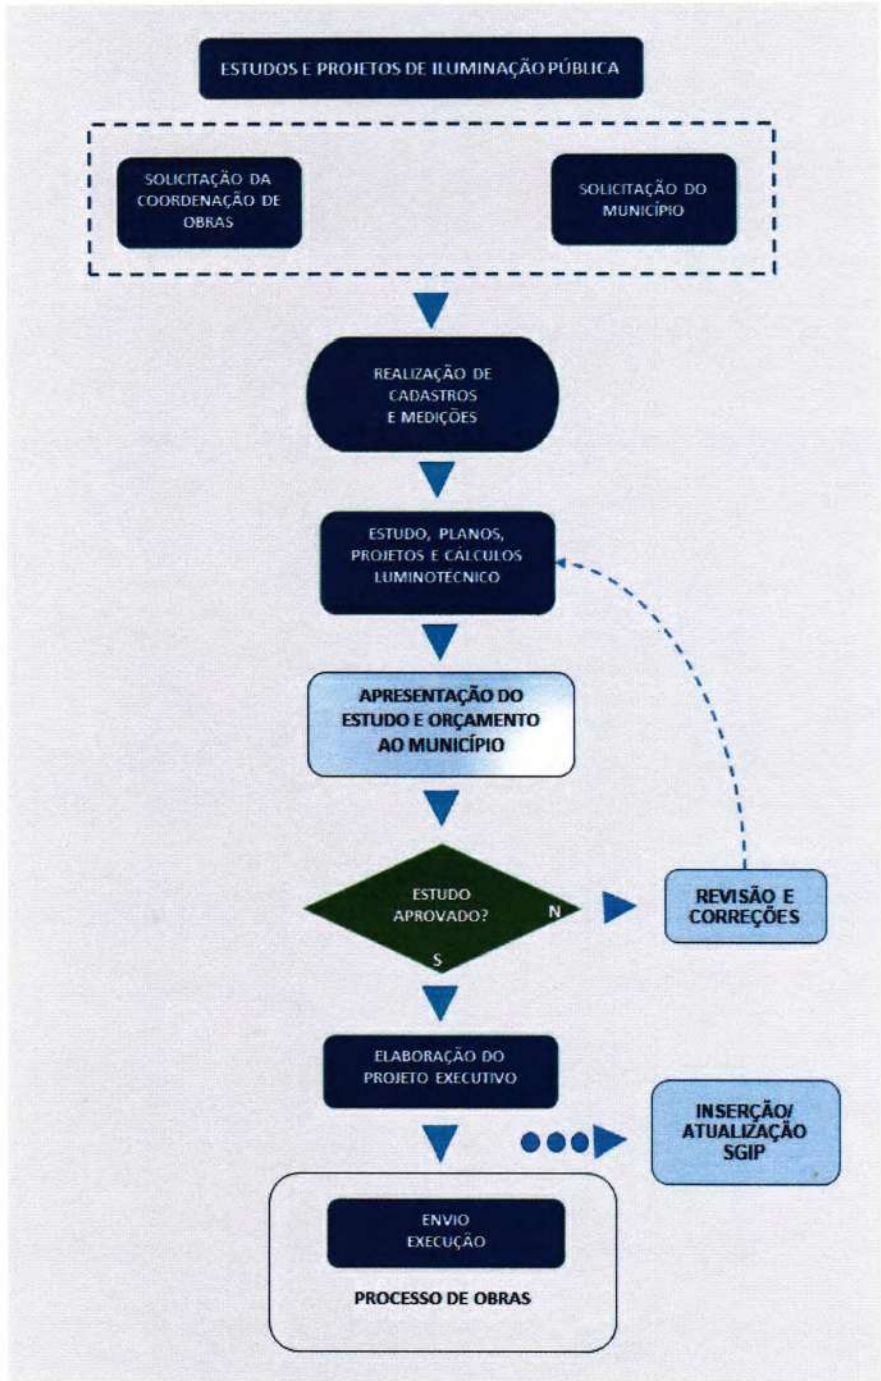 ESTUDOS E PROJETOS DE ILUMINAÇÃO PÚBLICA
SOLICITAÇÃO DA
COORDENAÇÃO DE
OBRAS
SOLICITAÇÃO DO
MUNICÍPIO
REALIZAÇÃO DE
CADASTROS
E MEDIÇÕES
ESTUDO, PLANOS,
PROJETOS E CÁLCULOS
LUMINOTÉCNICO
APRESENTAÇÃO DO
ESTUDO E ORÇAMENTO
AO MUNICÍPIO
ESTUDO
APROVADO?
N
S
REVISÃO E
CORREÇÕES
ELABORAÇÃO DO
PROJETO EXECUTIVO
INSERÇÃO/
ATUALIZAÇÃO
SGIP
ENVIO
EXECUÇÃO
PROCESSO DE OBRAS